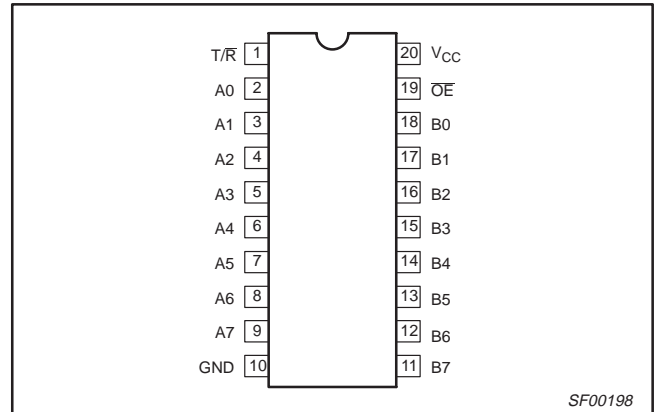 T/R̅ 1 20 VCC
A0 2 19 O̅E̅
A1 3 18 B0
A2 4 17 B1
A3 5 16 B2
A4 6 15 B3
A5 7 14 B4
A6 8 13 B5
A7 9 12 B6
GND 10 11 B7
SF00198